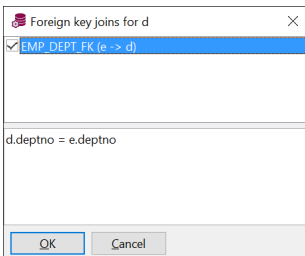 Foreign key joins for d
EMP_DEPT_FK (e -> d)
d.deptno = e.deptno
OK
Cancel